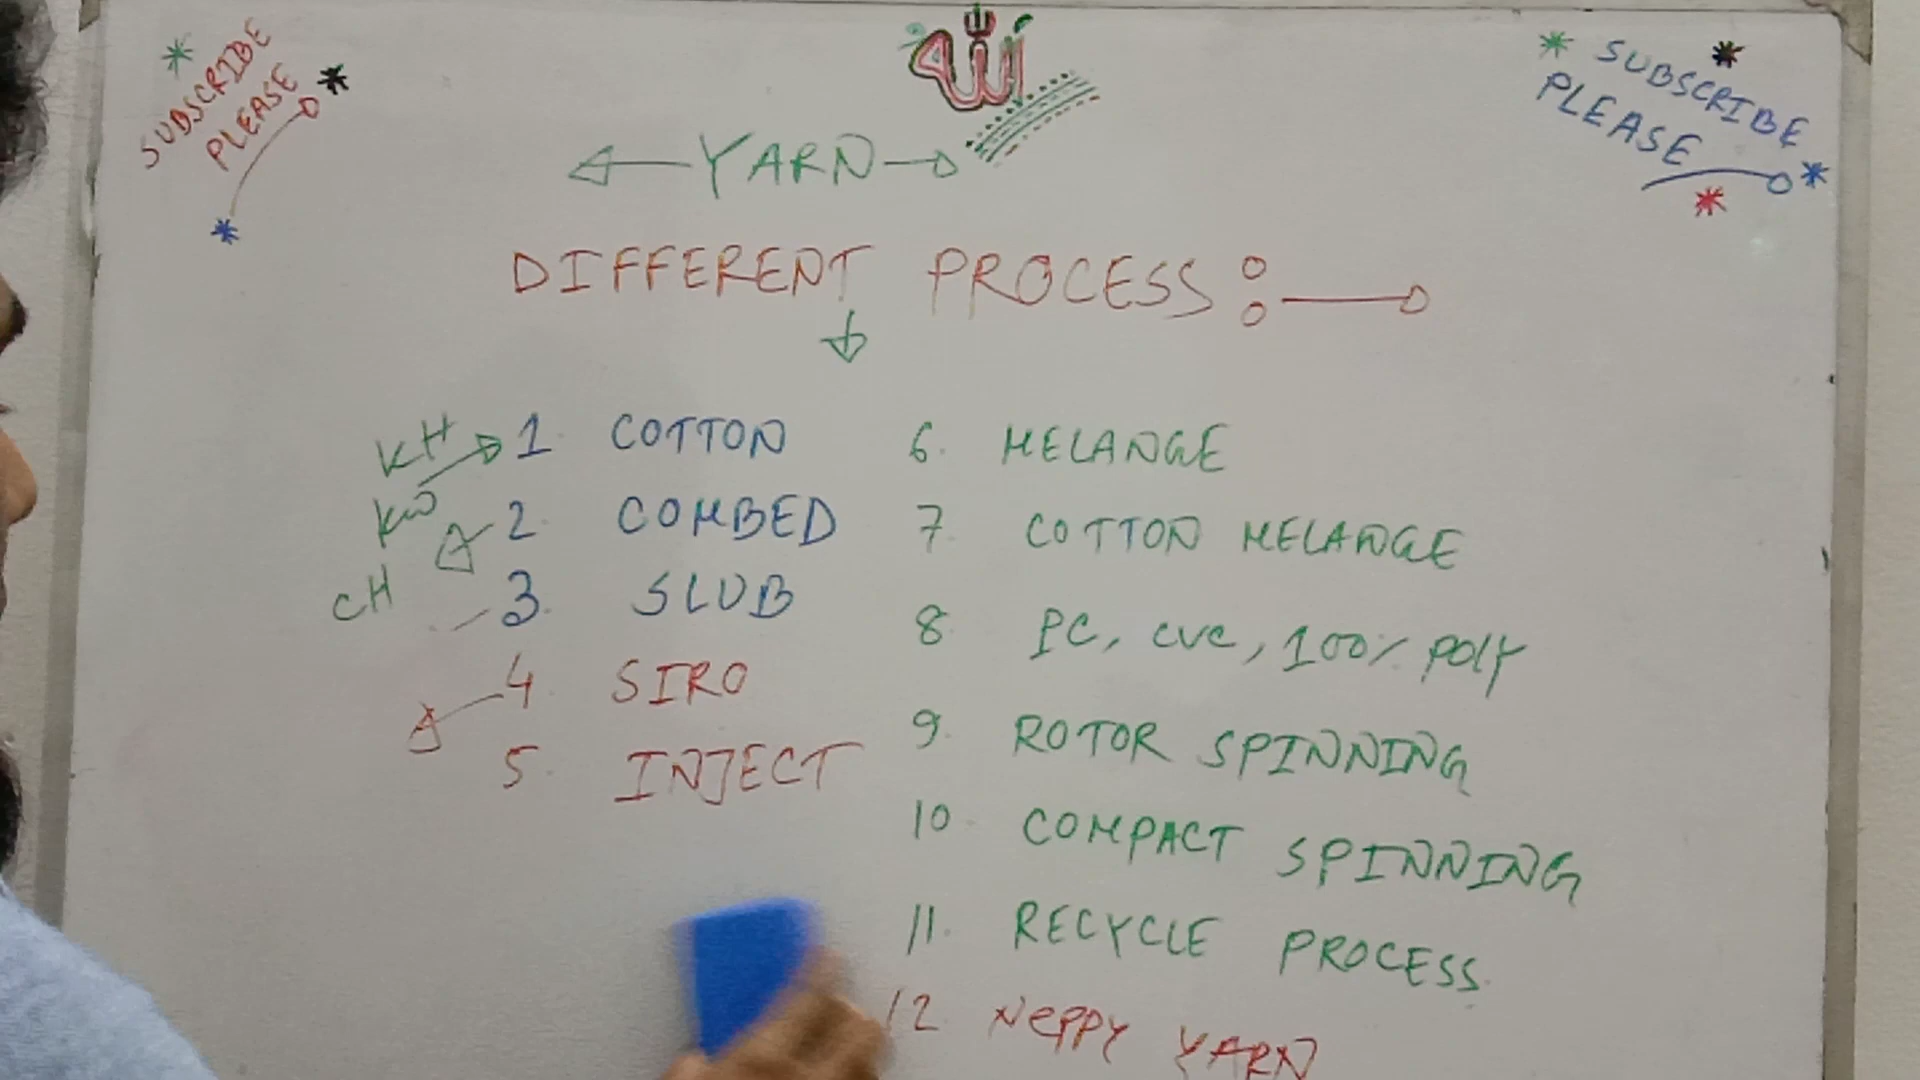 SUBSCRIBE
PLEASE
الله
SUBSCRIBE
PLEASE
YARN
DIFFERENT PROCESS:
KH
KW
CH
1. COTTON
2. COMBED
3. SLUB
4. SIRO
5. INJECT
6. MELANGE
7. COTTON MELANGE
8. PC, CVC, 100% POLY
9. ROTOR SPINNING
10. COMPACT SPINNING
11. RECYCLE PROCESS
12 NEPPY YARN